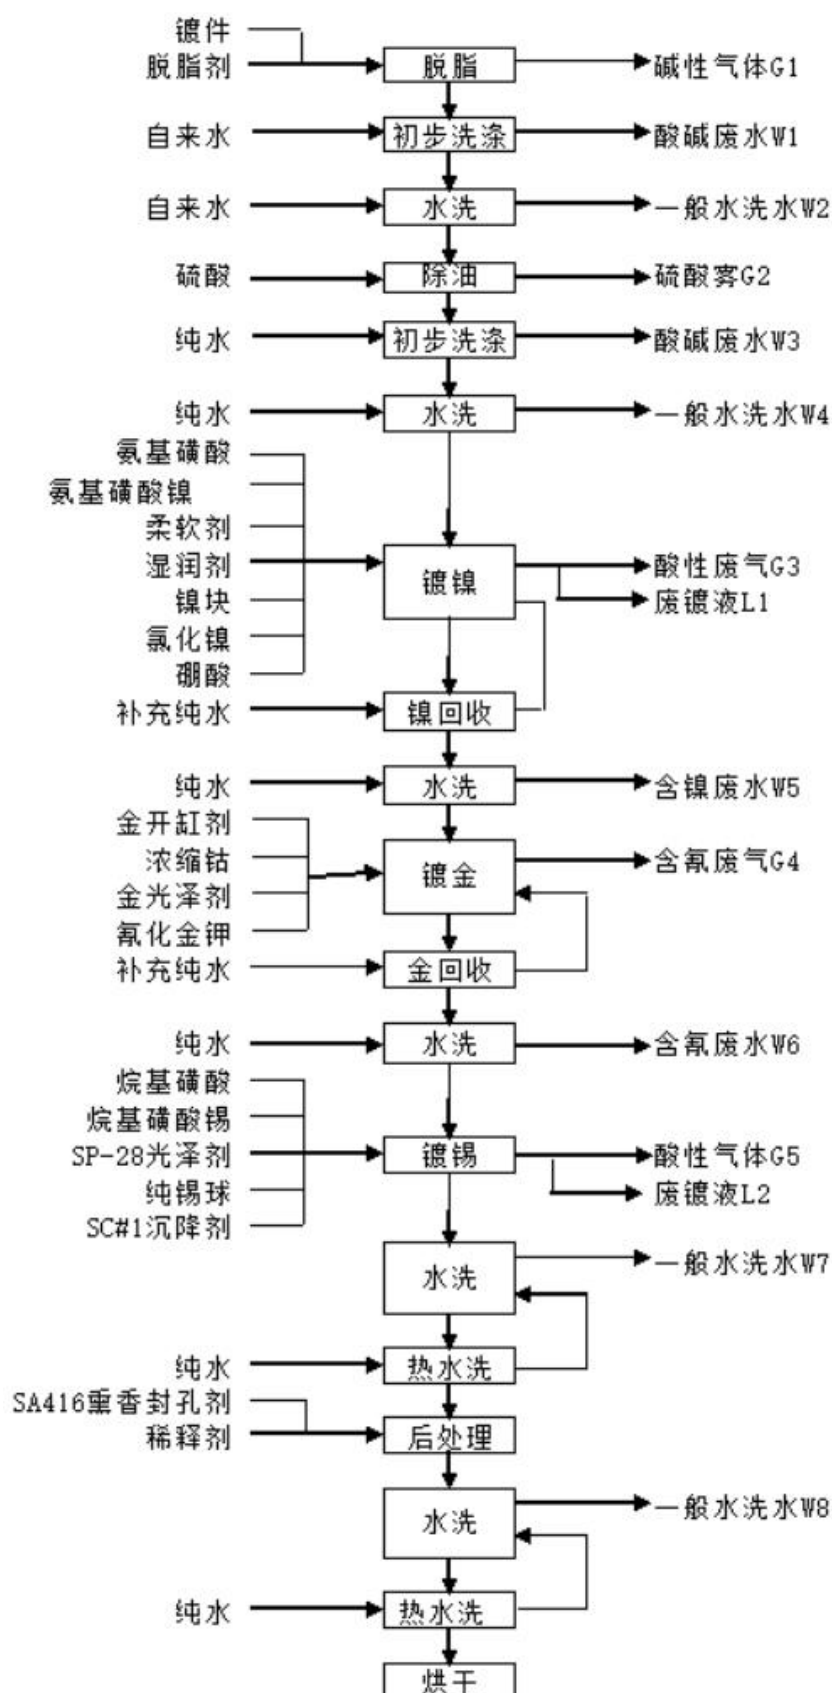 镀件
脱脂剂 脱脂 碱性气体G1
自来水 初步洗涤 酸碱废水W1
自来水 水洗 一般水洗水W2
硫酸 除油 硫酸雾G2
纯水 初步洗涤 酸碱废水W3
纯水 水洗 一般水洗水W4
氨基磺酸
氨基磺酸镍
柔软剂
湿润剂 镀镍 酸性废气G3
镍块 废镀液L1
氯化镍
硼酸
补充纯水 镍回收
纯水 水洗 含镍废水W5
金开缸剂
浓缩钴 镀金 含氰废气G4
金光泽剂
氰化金钾
补充纯水 金回收
纯水 水洗 含氰废水W6
烷基磺酸
烷基磺酸锡
SP-28光泽剂 镀锡 酸性气体G5
纯锡球 废镀液L2
SC#1沉降剂
水洗 一般水洗水W7
纯水 热水洗
SA416熏香封孔剂
稀释剂 后处理
水洗 一般水洗水W8
纯水 热水洗
烘干